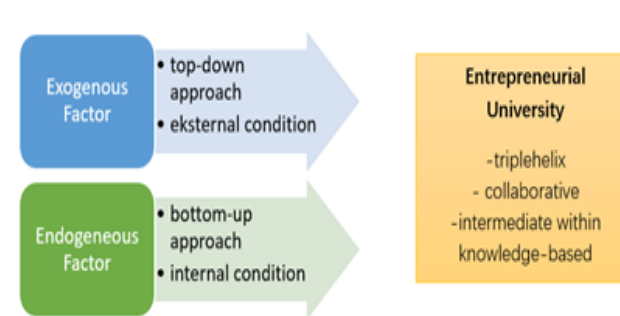 Exogenous
Factor
• top-down
approach
• eksternal condition
Endogeneous
Factor
• bottom-up
approach
• internal condition
Entrepreneurial
University
-triplehelix
- collaborative
-intermediate within
knowledge-based